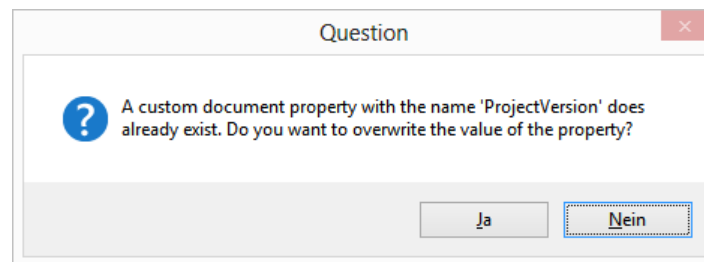 Question
A custom document property with the name 'ProjectVersion' does
already exist. Do you want to overwrite the value of the property?
Ja
Nein